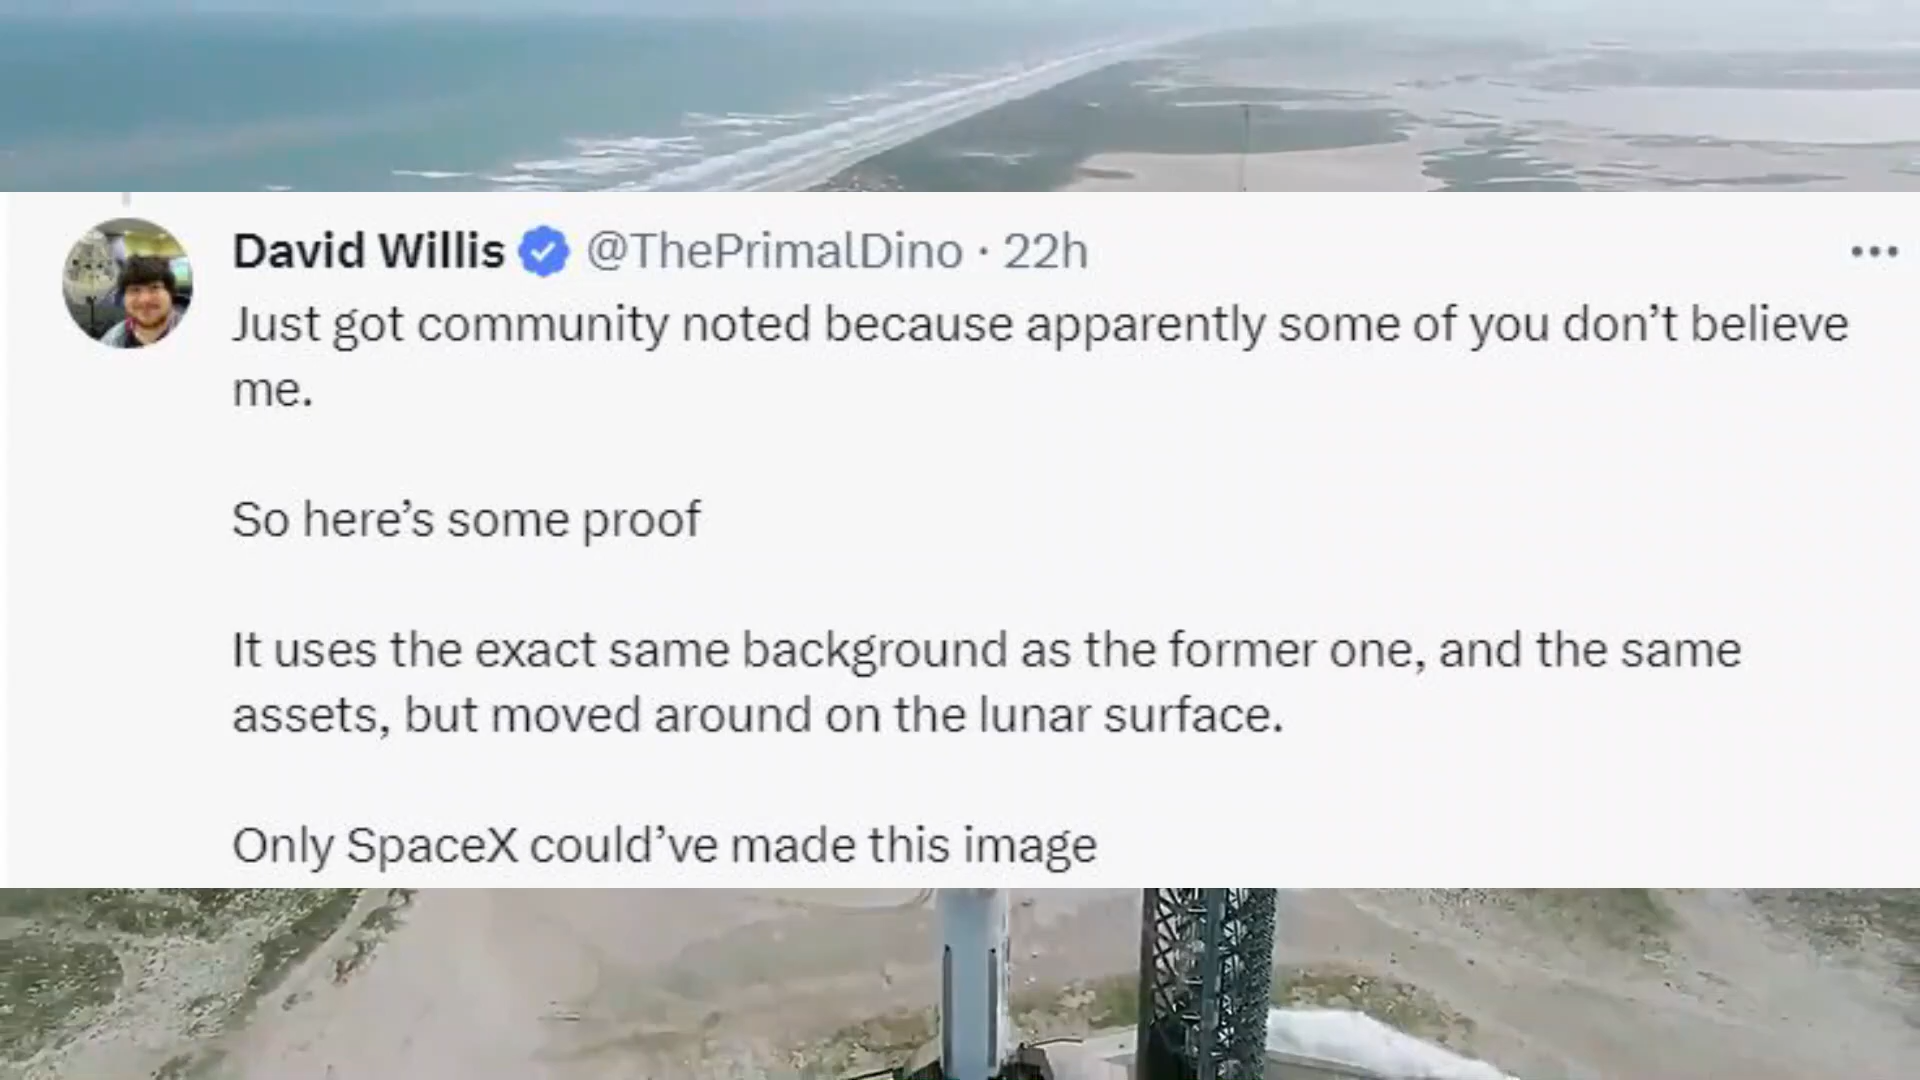 David Willis @ThePrimalDino · 22h
Just got community noted because apparently some of you don’t believe
me.
So here’s some proof
It uses the exact same background as the former one, and the same
assets, but moved around on the lunar surface.
Only SpaceX could’ve made this image